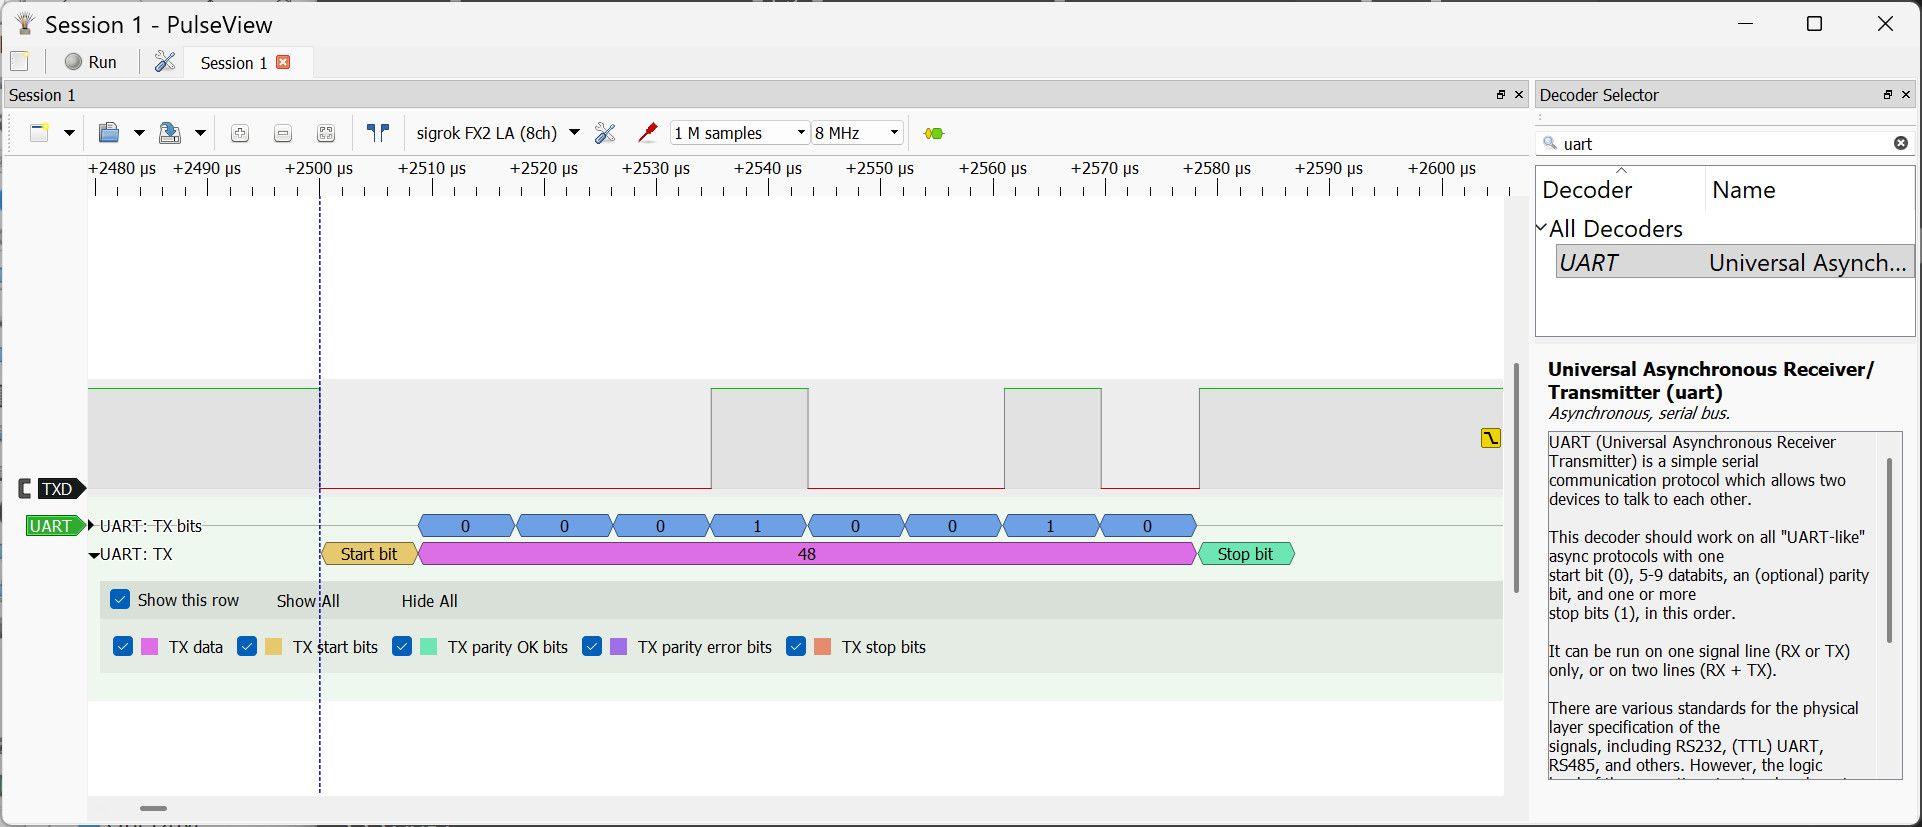 Session 1 - PulseView
Run
Session 1
Session 1
sigrok FX2 LA (8ch)
1 M samples
8 MHz
+2480 µs +2490 µs +2500 µs +2510 µs +2520 µs +2530 µs +2540 µs +2550 µs +2560 µs +2570 µs +2580 µs +2590 µs +2600 µs
TXD
UART
UART: TX bits
0 0 0 1 0 0 1 0
UART: TX
Start bit
48
Stop bit
Show this row
Show All
Hide All
TX data
TX start bits
TX parity OK bits
TX parity error bits
TX stop bits
Decoder Selector
uart
Decoder Name
All Decoders
UART Universal Asynch...
Universal Asynchronous Receiver/
Transmitter (uart)
Asynchronous, serial bus.
UART (Universal Asynchronous Receiver
Transmitter) is a simple serial
communication protocol which allows two
devices to talk to each other.
This decoder should work on all "UART-like"
async protocols with one
start bit (0), 5-9 databits, an (optional) parity
bit, and one or more
stop bits (1), in this order.
It can be run on one signal line (RX or TX)
only, or on two lines (RX + TX).
There are various standards for the physical
layer specification of the
signals, including RS232, (TTL) UART,
RS485, and others. However, the logic